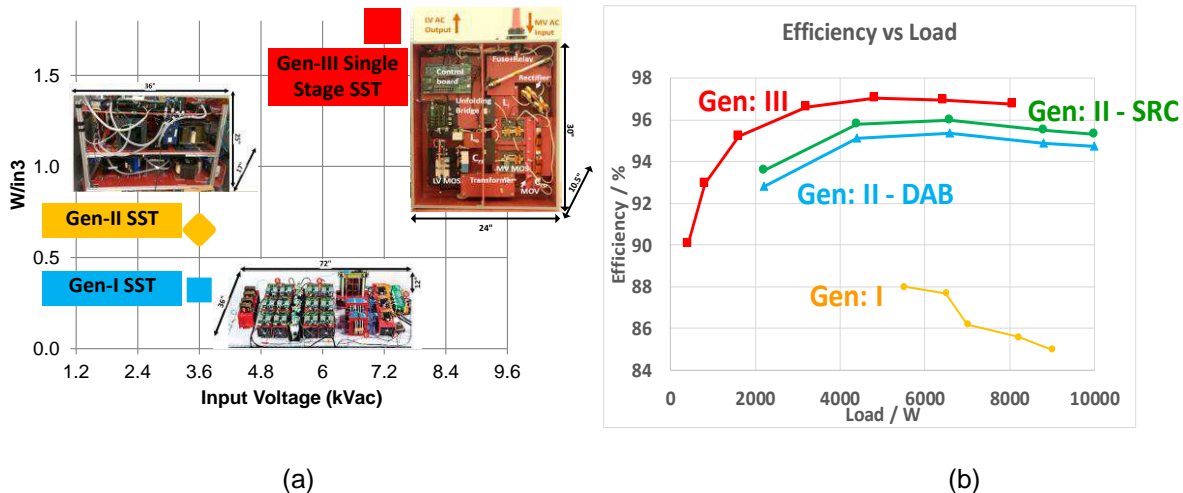 1.5
1.0
0.5
0.0
W/in3
1.2 2.4 3.6 4.8 6 7.2 8.4 9.6
Input Voltage (kVac)
Gen-III Single
Stage SST
Gen-II SST
Gen-I SST
36"
25"
17"
72"
36"
12"
LV AC
Output
MV AC
Input
Fuse+Relay
Rectifier
Control
board
Unfolding
Bridge
MV MOS
LV MOS
Transformer
MOV
30"
10.5"
24"
(a)
Efficiency vs Load
98
96
94
92
90
88
86
84
Efficiency / %
Gen: III
Gen: II - SRC
Gen: II - DAB
Gen: I
0 2000 4000 6000 8000 10000
Load / W
(b)